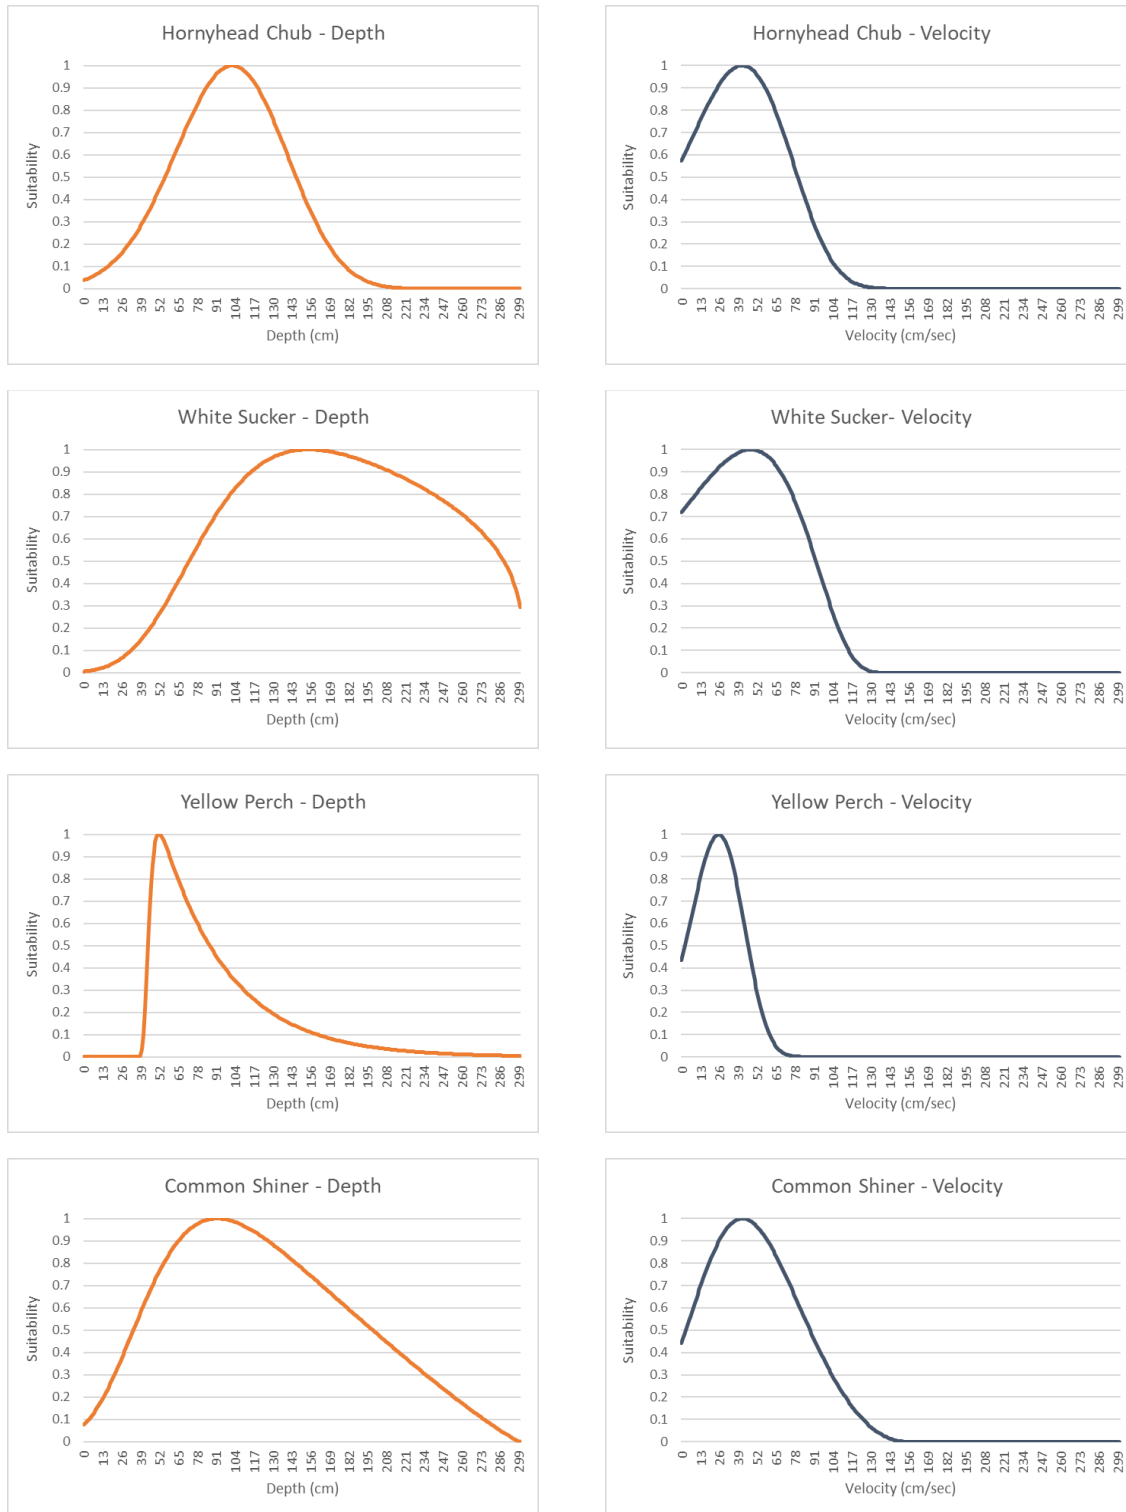 Hornyhead Chub - Depth
1
0.9
0.8
0.7
0.6
0.5
0.4
0.3
0.2
0.1
0
Suitability
0 13 26 39 52 65 78 91 104 117 130 143 156 169 182 195 208 221 234 247 260 273 286 299
Depth (cm)
Hornyhead Chub - Velocity
1
0.9
0.8
0.7
0.6
0.5
0.4
0.3
0.2
0.1
0
Suitability
0 13 26 39 52 65 78 91 104 117 130 143 156 169 182 195 208 221 234 247 260 273 286 299
Velocity (cm/sec)
White Sucker - Depth
1
0.9
0.8
0.7
0.6
0.5
0.4
0.3
0.2
0.1
0
Suitability
0 13 26 39 52 65 78 91 104 117 130 143 156 169 182 195 208 221 234 247 260 273 286 299
Depth (cm)
White Sucker- Velocity
1
0.9
0.8
0.7
0.6
0.5
0.4
0.3
0.2
0.1
0
Suitability
0 13 26 39 52 65 78 91 104 117 130 143 156 169 182 195 208 221 234 247 260 273 286 299
Velocity (cm/sec)
Yellow Perch - Depth
1
0.9
0.8
0.7
0.6
0.5
0.4
0.3
0.2
0.1
0
Suitability
0 13 26 39 52 65 78 91 104 117 130 143 156 169 182 195 208 221 234 247 260 273 286 299
Depth (cm)
Yellow Perch - Velocity
1
0.9
0.8
0.7
0.6
0.5
0.4
0.3
0.2
0.1
0
Suitability
0 13 26 39 52 65 78 91 104 117 130 143 156 169 182 195 208 221 234 247 260 273 286 299
Velocity (cm/sec)
Common Shiner - Depth
1
0.9
0.8
0.7
0.6
0.5
0.4
0.3
0.2
0.1
0
Suitability
0 13 26 39 52 65 78 91 104 117 130 143 156 169 182 195 208 221 234 247 260 273 286 299
Depth (cm)
Common Shiner - Velocity
1
0.9
0.8
0.7
0.6
0.5
0.4
0.3
0.2
0.1
0
Suitability
0 13 26 39 52 65 78 91 104 117 130 143 156 169 182 195 208 221 234 247 260 273 286 299
Velocity (cm/sec)